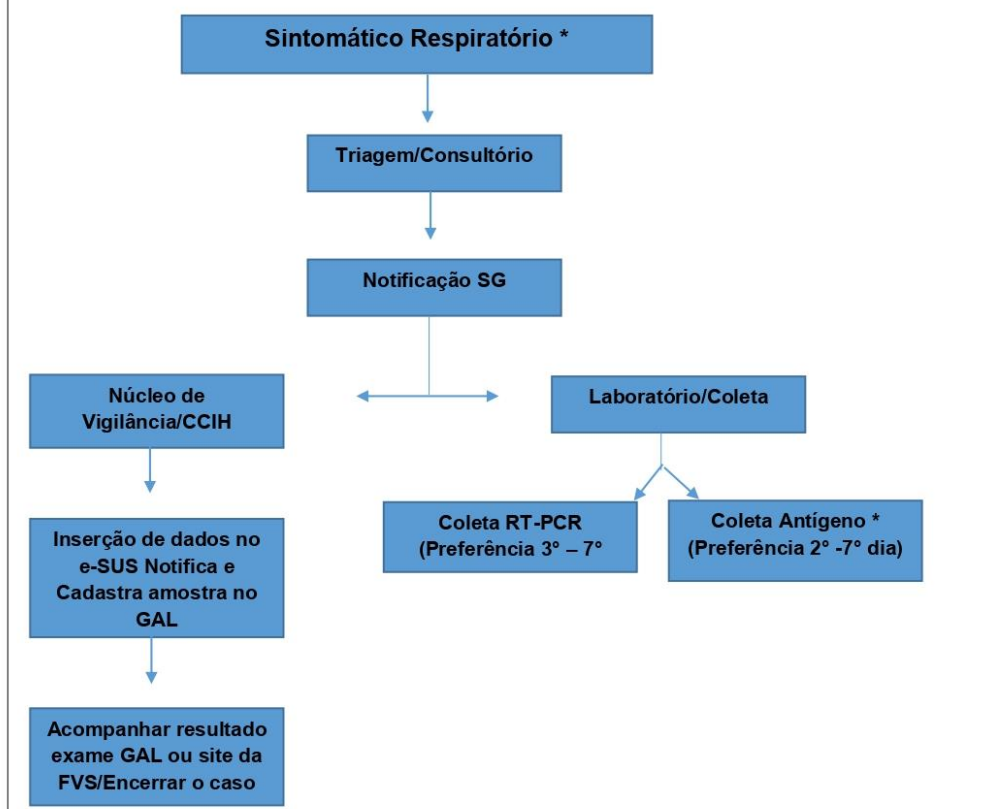 Sintomático Respiratório *
Triagem/Consultório
Notificação SG
Núcleo de
Vigilância/CCIH
Laboratório/Coleta
Coleta RT-PCR
(Preferência 3° – 7°
Coleta Antígeno *
(Preferência 2° -7° dia)
Inserção de dados no
e-SUS Notifica e
Cadastra amostra no
GAL
Acompanhar resultado
exame GAL ou site da
FVS/Encerrar o caso